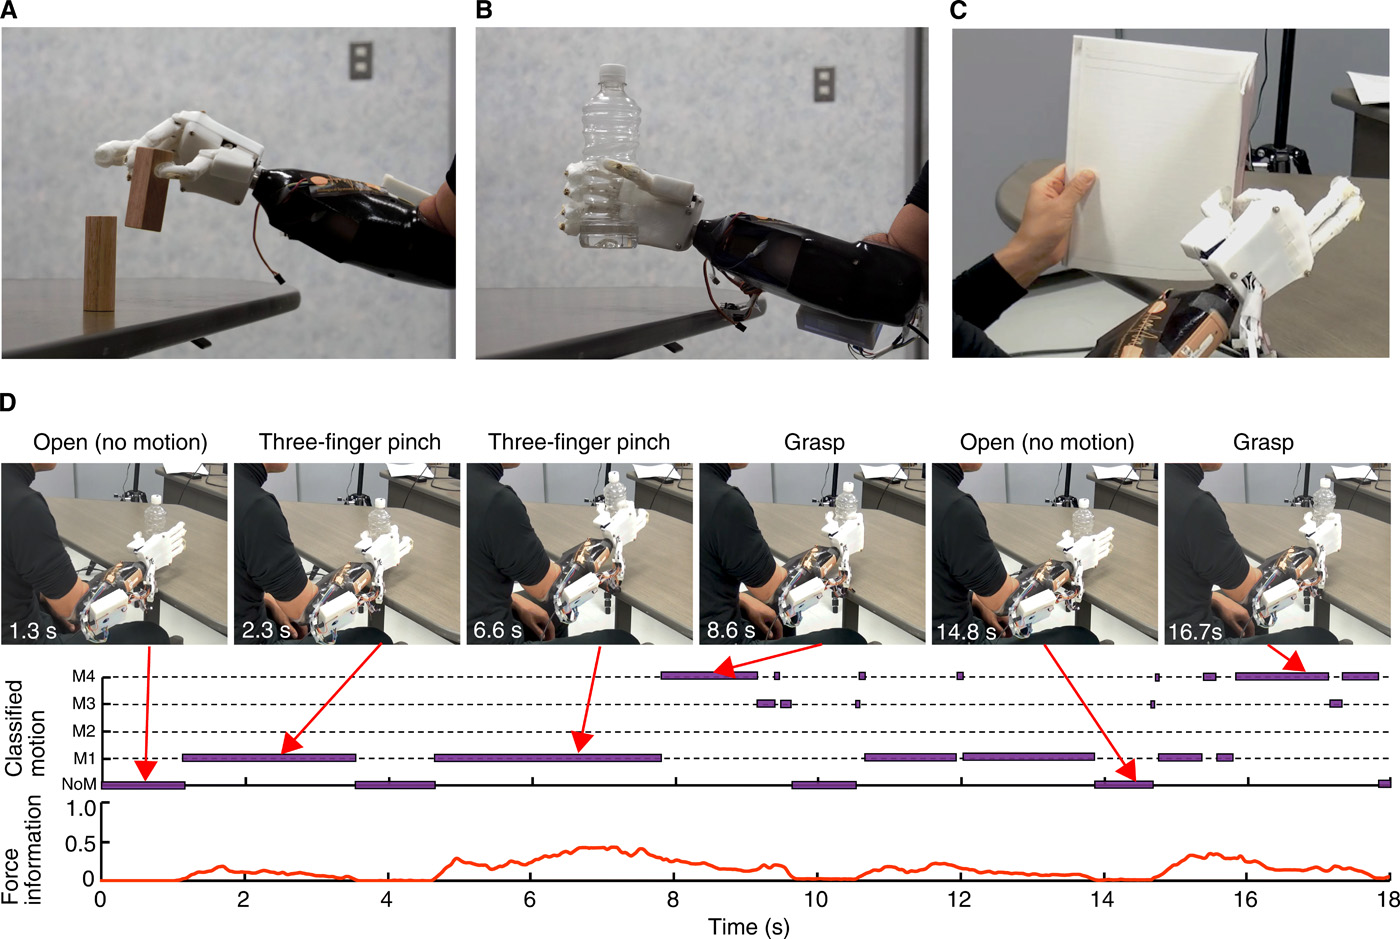 A
B
C
D
Open (no motion)
Three-finger pinch
Three-finger pinch
Grasp
Open (no motion)
Grasp
1.3 s
2.3 s
6.6 s
8.6 s
14.8 s
16.7s
Classified motion
M4
M3
M2
M1
NoM
Force information
1.0
0.5
0
0
2
4
6
8
10
12
14
16
18
Time (s)